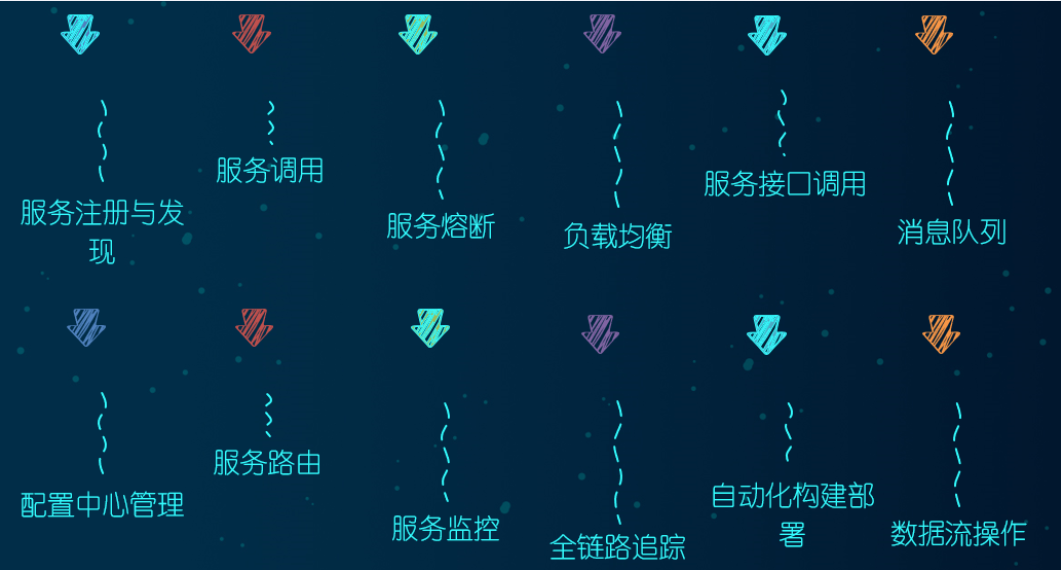 服务注册与发
现
服务调用
服务熔断
负载均衡
服务接口调用
消息队列
配置中心管理
服务路由
服务监控
全链路追踪
自动化构建部
署
数据流操作